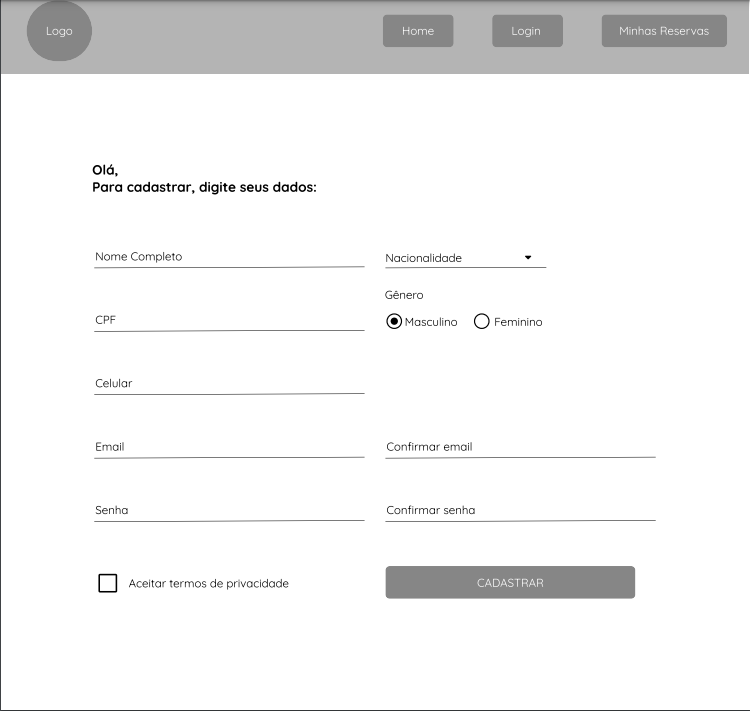 Logo
Home
Login
Minhas Reservas
Olá,
Para cadastrar, digite seus dados:
Nome Completo
Nacionalidade
Gênero
CPF
Masculino
Feminino
Celular
Email
Confirmar email
Senha
Confirmar senha
Aceitar termos de privacidade
CADASTRAR